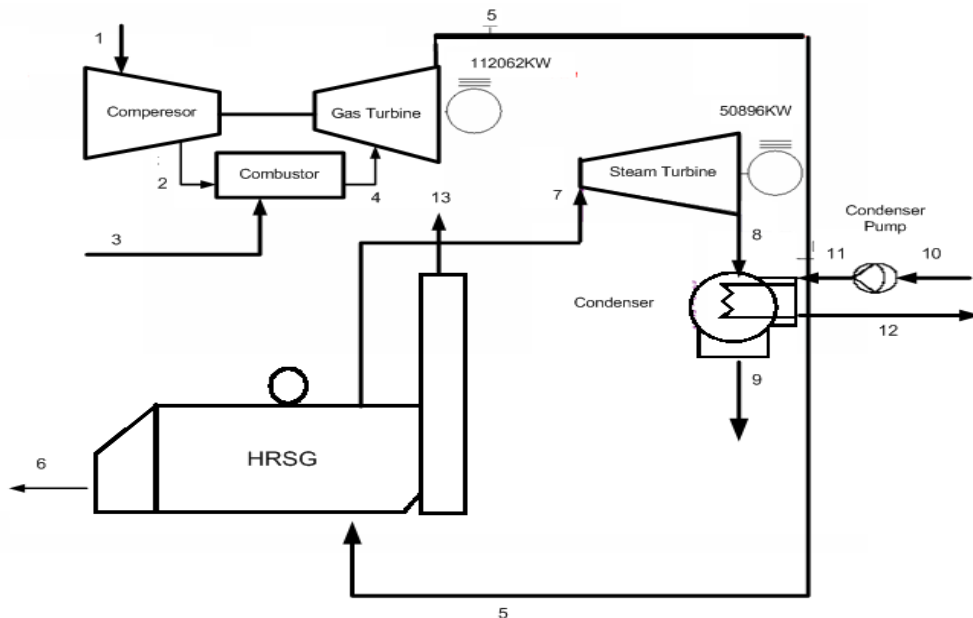 5
1
112062KW
Comperesor
Gas Turbine
50896KW
Combustor
Steam Turbine
2
4
13
7
3
8
Condenser
Pump
11
10
Condenser
12
9
HRSG
6
5